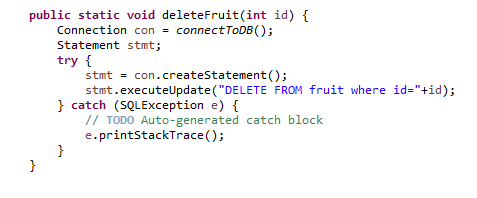 public static void deleteFruit(int id) {
    Connection con = connectToDB();
    Statement stmt;
    try {
        stmt = con.createStatement();
        stmt.executeUpdate("DELETE FROM fruit where id="+id);
    } catch (SQLException e) {
        // TODO Auto-generated catch block
        e.printStackTrace();
    }
}